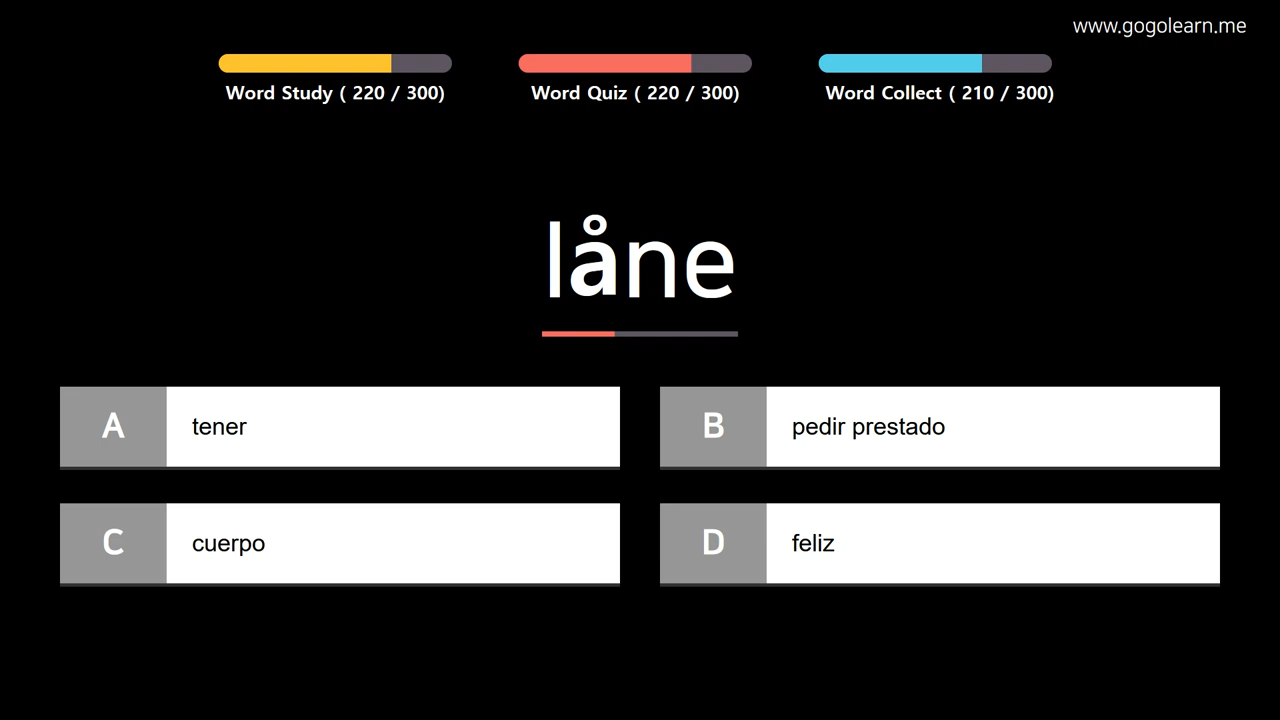 www.gogolearn.me
Word Study ( 220 / 300)
Word Quiz ( 220 / 300)
Word Collect ( 210 / 300)
låne
A tener
B pedir prestado
C cuerpo
D feliz